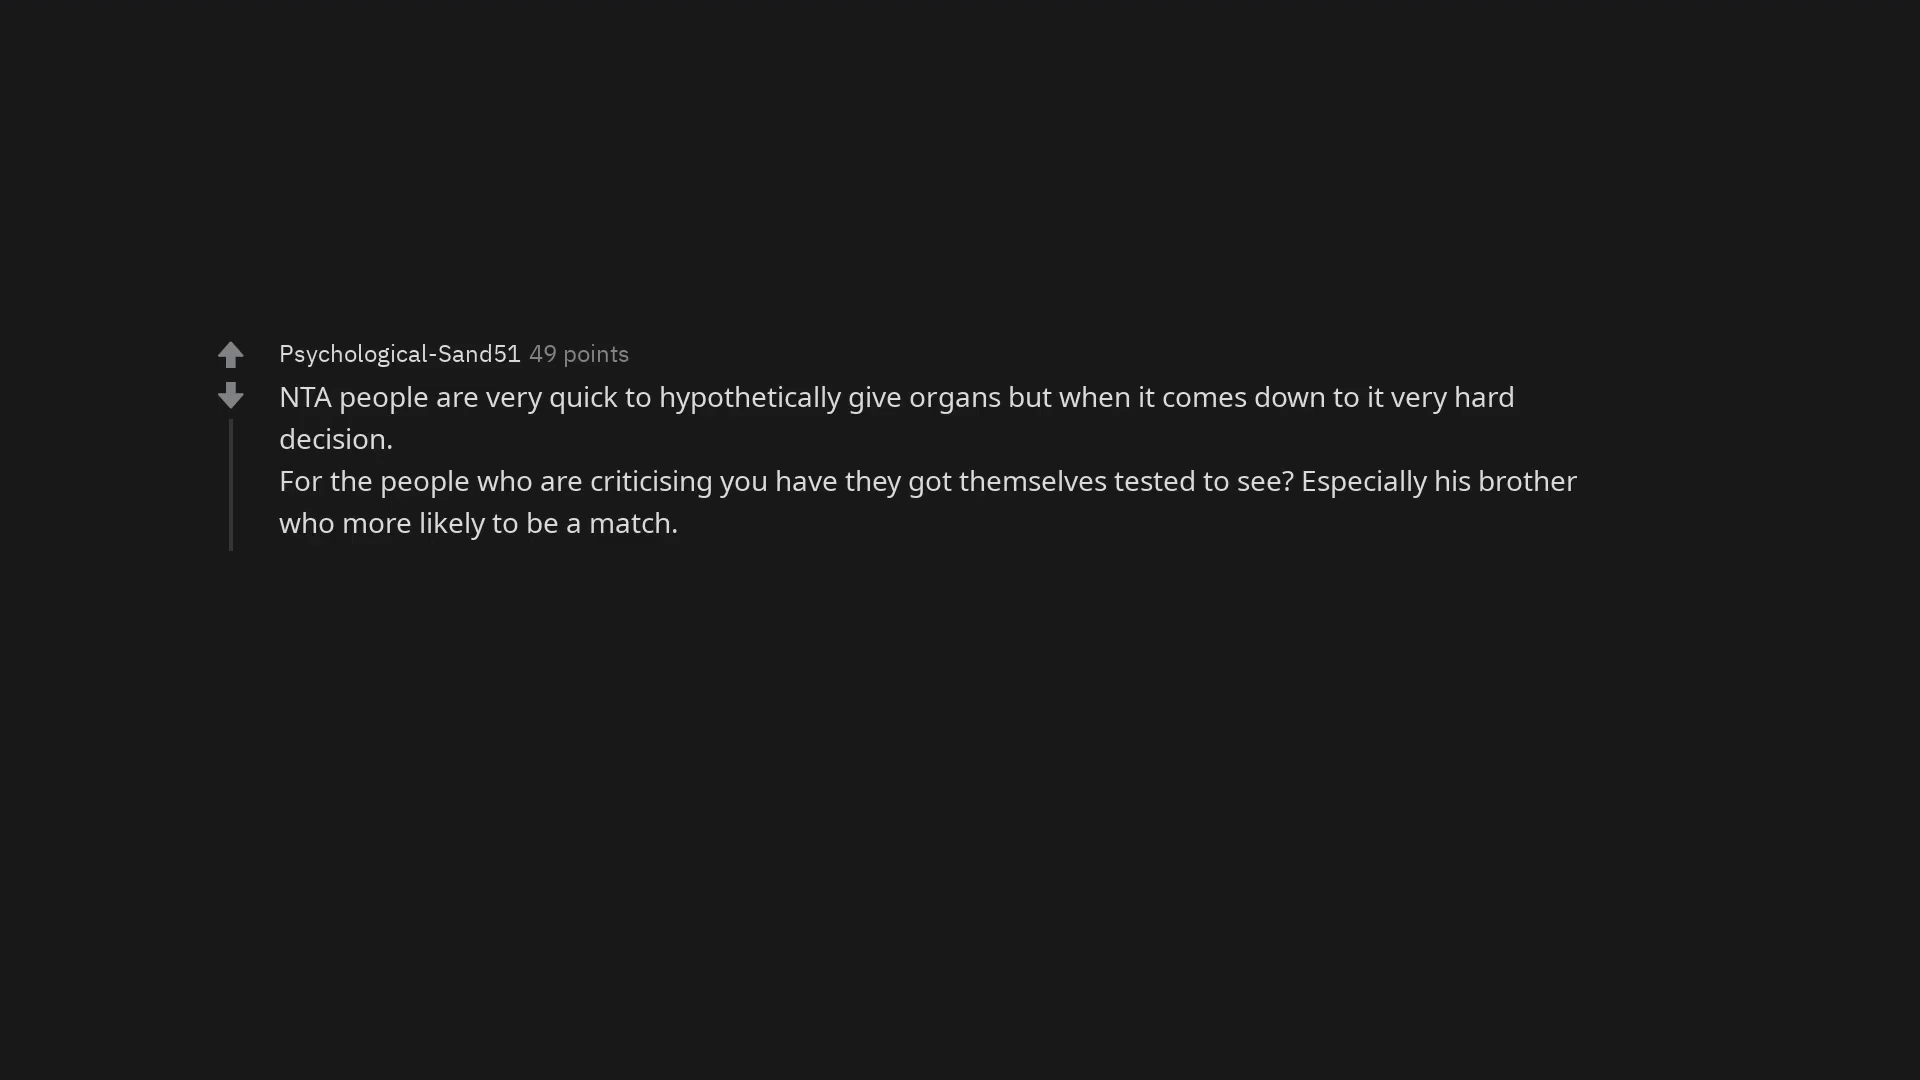 Psychological-Sand51 49 points
NTA people are very quick to hypothetically give organs but when it comes down to it very hard
decision.
For the people who are criticising you have they got themselves tested to see? Especially his brother
who more likely to be a match.